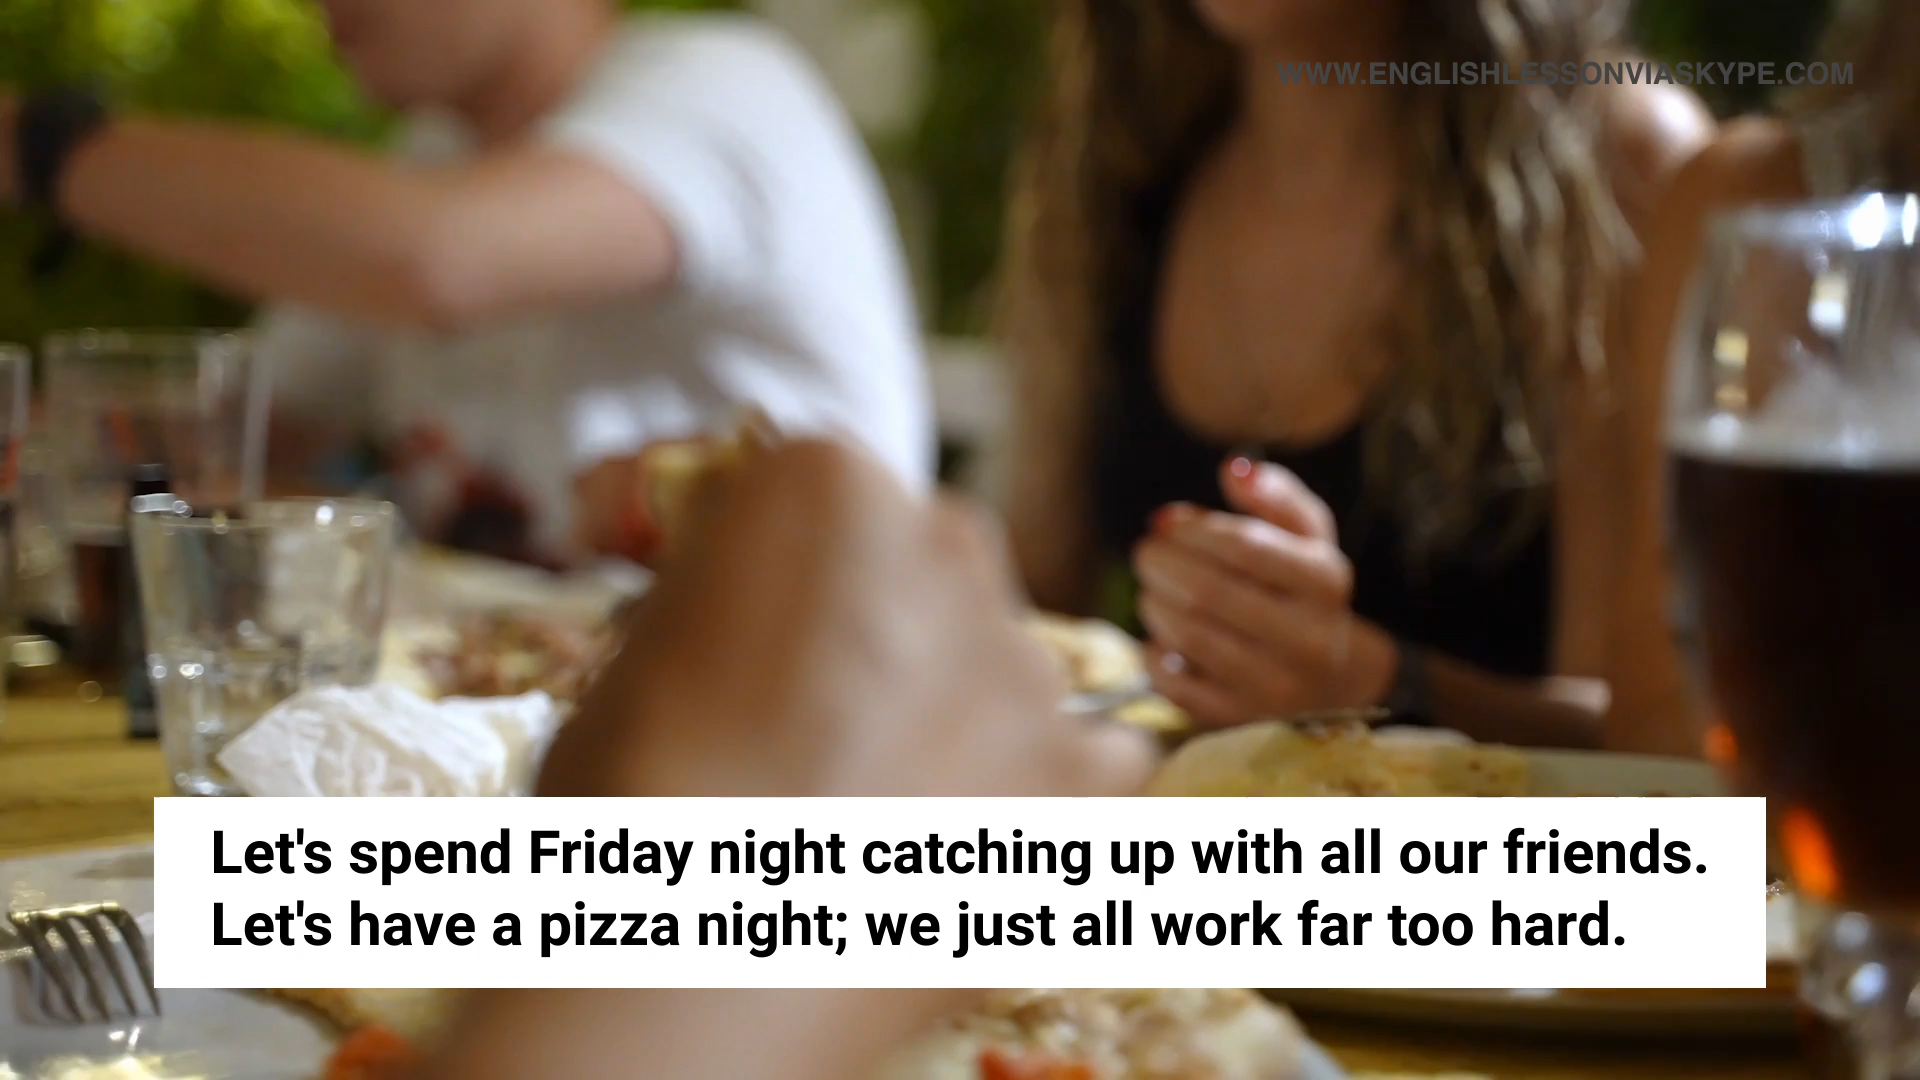 WWW.ENGLISHLESSONVIASKYPE.COM
Let's spend Friday night catching up with all our friends.
Let's have a pizza night; we just all work far too hard.